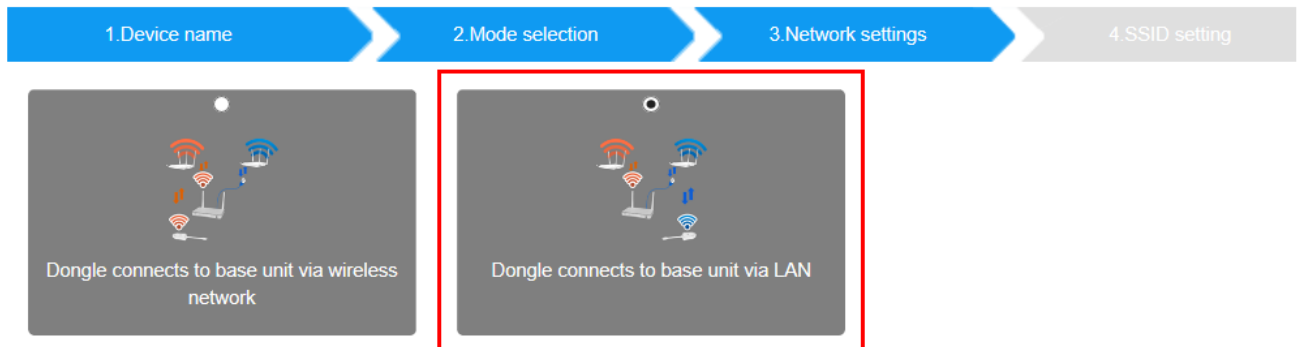 1.Device name
2.Mode selection
3.Network settings
4.SSID setting
Dongle connects to base unit via wireless
network
Dongle connects to base unit via LAN